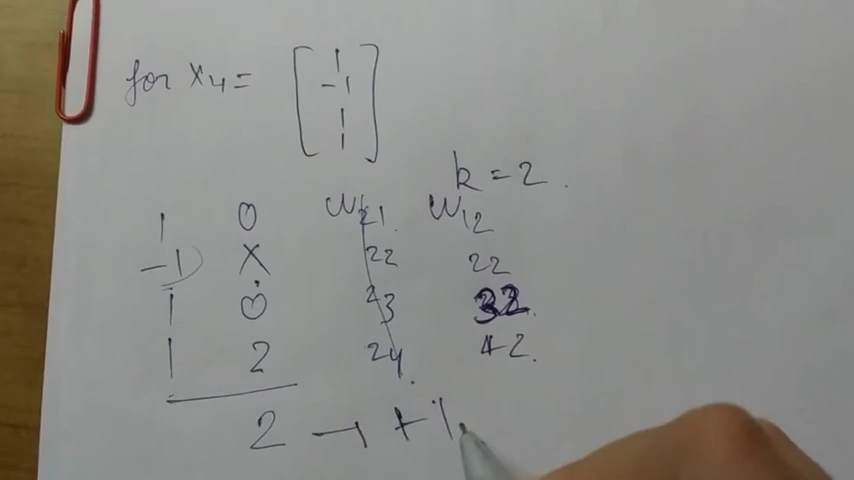 for x4 = [ 1
-1
1
1 ]
k = 2 .
1 0 W21. W12
-1 X 22 22
1 0 23 32.
1 2 24. 42.
2 -1 +1